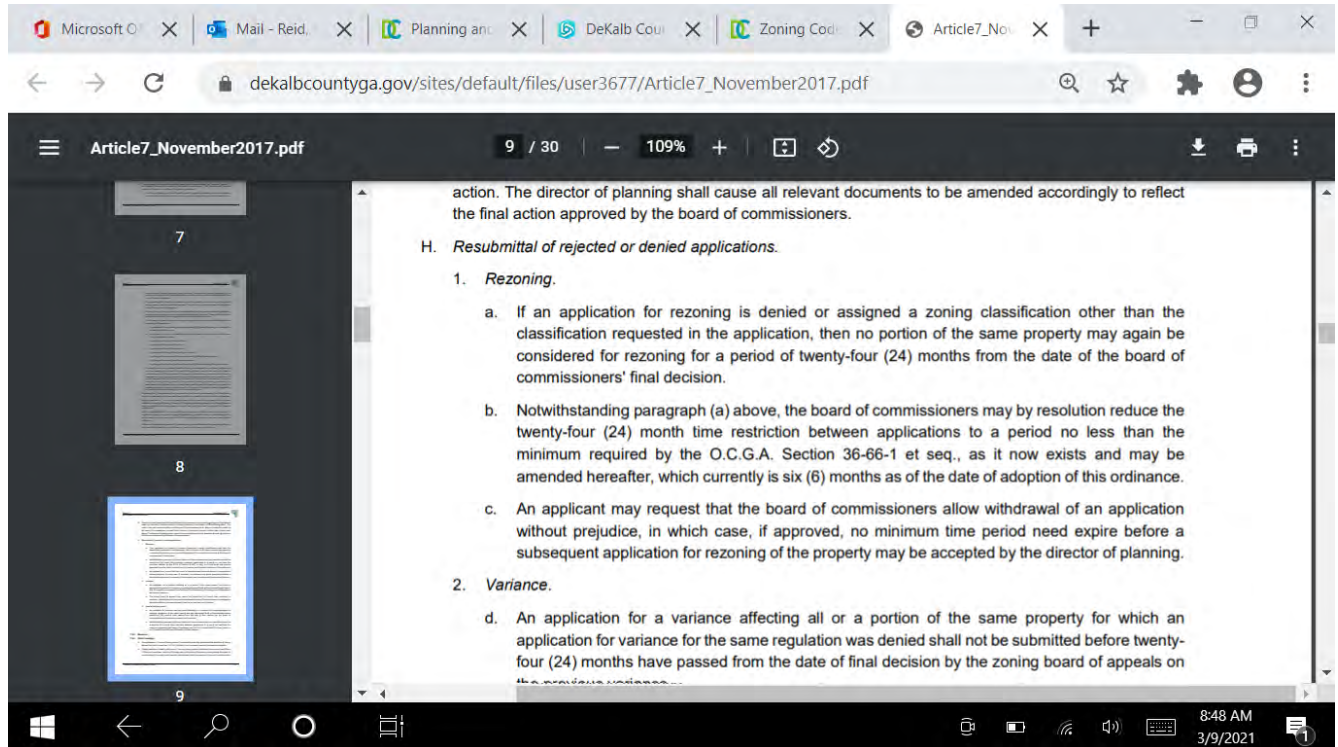 Microsoft O
Mail - Reid,
Planning and
DeKalb Cou
Zoning Cod
Article7_Nov
dekalbcountyga.gov/sites/default/files/user3677/Article7_November2017.pdf
Article7_November2017.pdf
9 / 30
109%
action. The director of planning shall cause all relevant documents to be amended accordingly to reflect
the final action approved by the board of commissioners.
7
H. Resubmittal of rejected or denied applications.
1. Rezoning.
a. If an application for rezoning is denied or assigned a zoning classification other than the
classification requested in the application, then no portion of the same property may again be
considered for rezoning for a period of twenty-four (24) months from the date of the board of
commissioners' final decision.
b. Notwithstanding paragraph (a) above, the board of commissioners may by resolution reduce the
twenty-four (24) month time restriction between applications to a period no less than the
minimum required by the O.C.G.A. Section 36-66-1 et seq., as it now exists and may be
amended hereafter, which currently is six (6) months as of the date of adoption of this ordinance.
8
c. An applicant may request that the board of commissioners allow withdrawal of an application
without prejudice, in which case, if approved, no minimum time period need expire before a
subsequent application for rezoning of the property may be accepted by the director of planning.
2. Variance.
d. An application for a variance affecting all or a portion of the same property for which an
application for variance for the same regulation was denied shall not be submitted before twenty-
four (24) months have passed from the date of final decision by the zoning board of appeals on
the previous variance
9
8:48 AM
3/9/2021
1